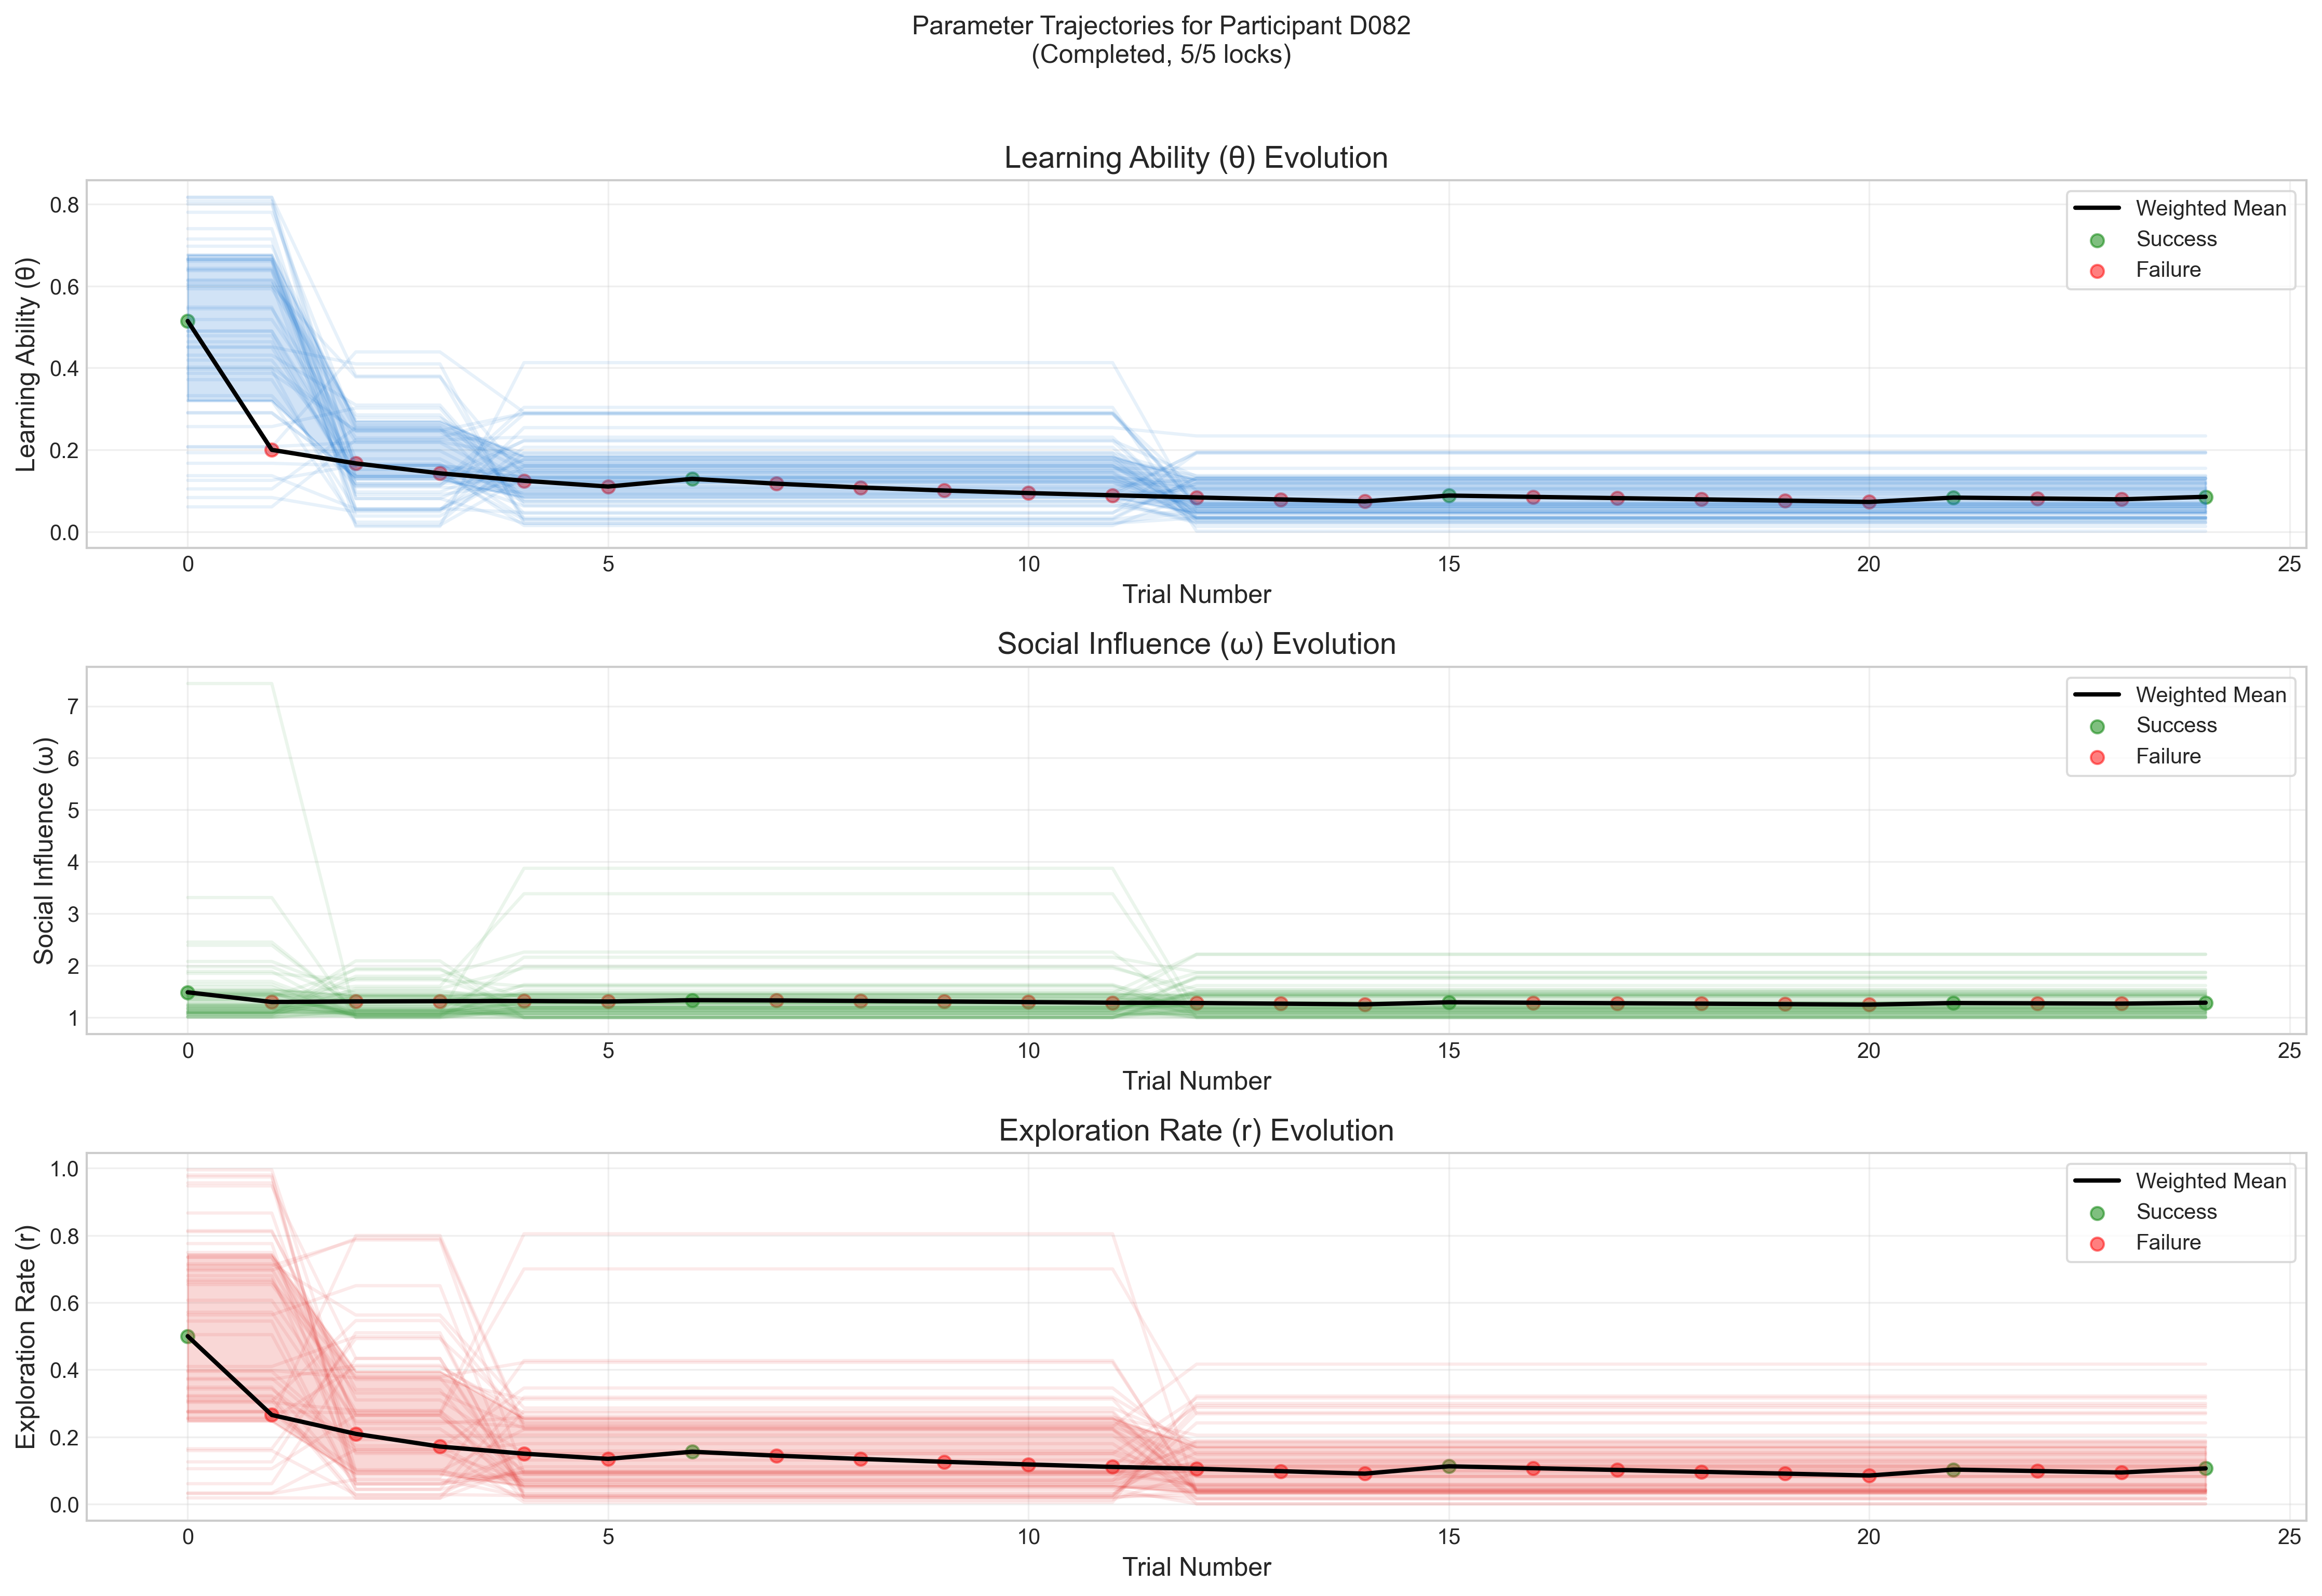 Parameter Trajectories for Participant D082
(Completed, 5/5 locks)
Learning Ability (θ) Evolution
Learning Ability (θ)
0.8
0.6
0.4
0.2
0.0
Weighted Mean
Success
Failure
0 5 10 15 20 25
Trial Number
Social Influence (ω) Evolution
Social Influence (ω)
7
6
5
4
3
2
1
Weighted Mean
Success
Failure
0 5 10 15 20 25
Trial Number
Exploration Rate (r) Evolution
Exploration Rate (r)
1.0
0.8
0.6
0.4
0.2
0.0
Weighted Mean
Success
Failure
0 5 10 15 20 25
Trial Number